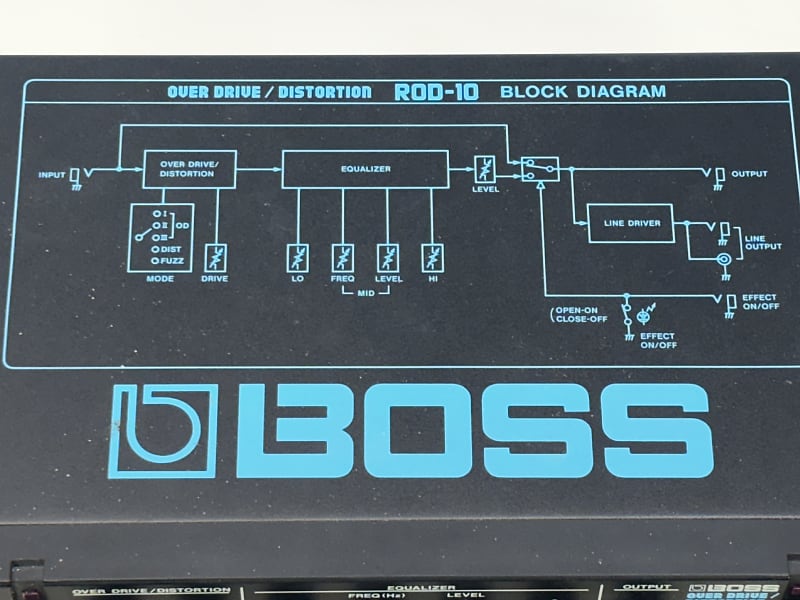 OVER DRIVE / DISTORTION ROD-10 BLOCK DIAGRAM
INPUT
OVER DRIVE/
DISTORTION
EQUALIZER
LEVEL
OUTPUT
I
II
III
OD
DIST
FUZZ
MODE
DRIVE
LO
FREQ
LEVEL
MID
HI
LINE DRIVER
LINE
OUTPUT
(OPEN-ON
CLOSE-OFF
EFFECT
ON/OFF
EFFECT
ON/OFF
BOSS
OVER DRIVE/DISTORTION
EQUALIZER
FREQ(Hz) LEVEL
OUTPUT
BOSS
OVER DRIVE/